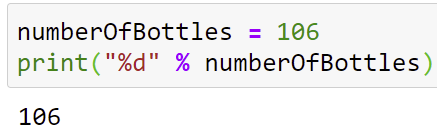 numberOfBottles = 106
print("%d" % numberOfBottles)
106